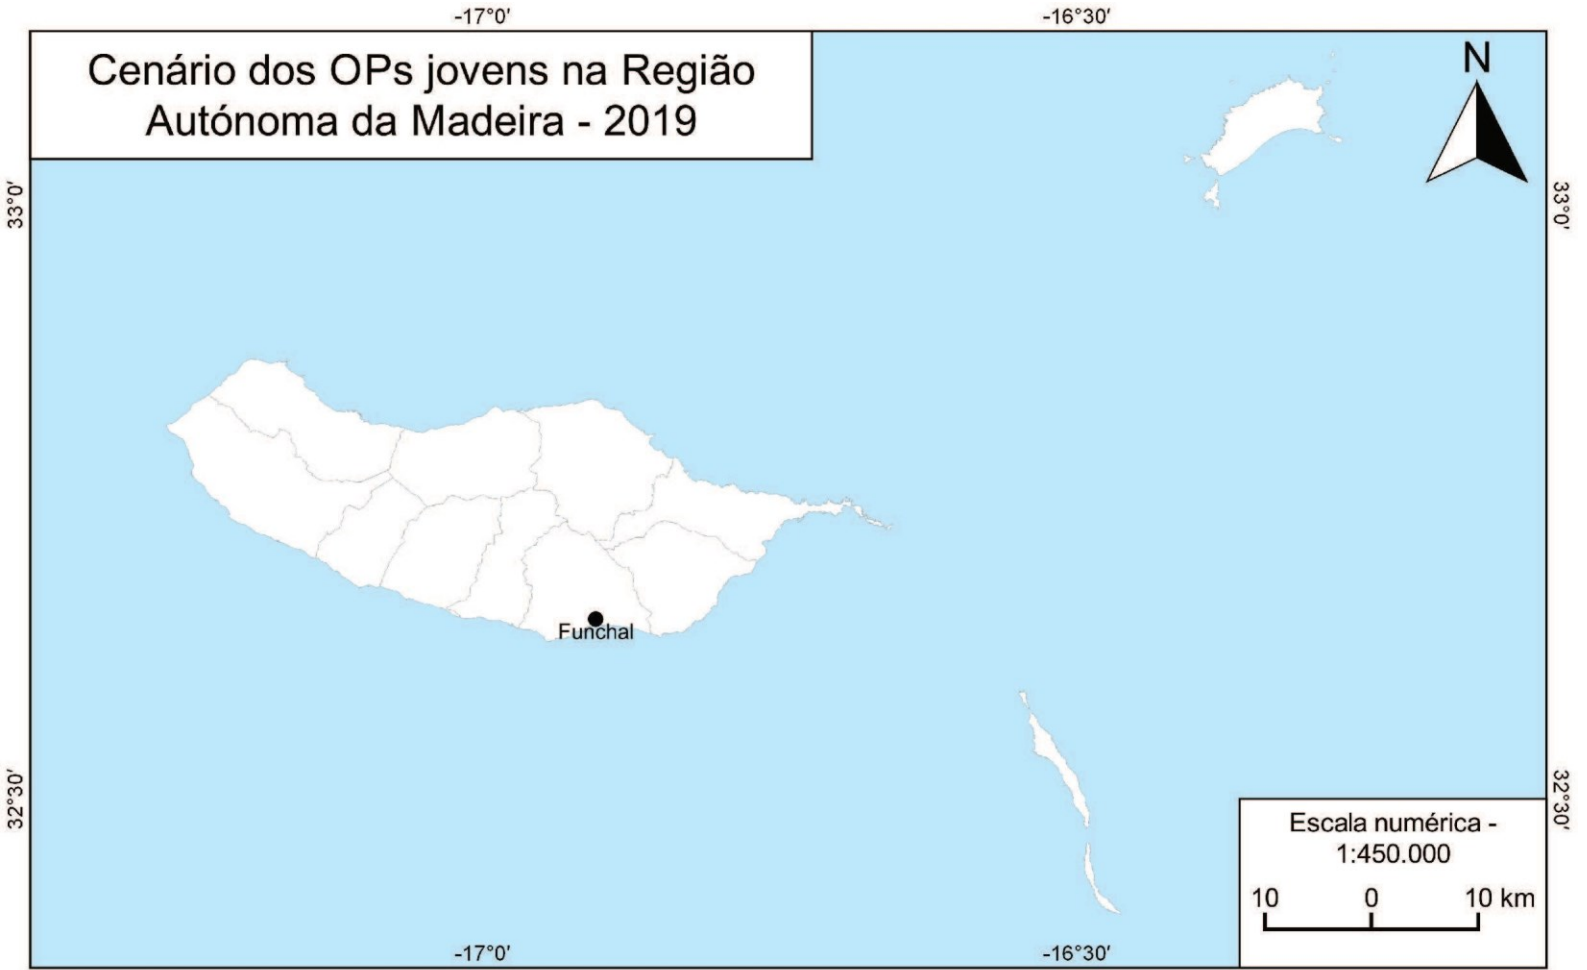 -17°0'
-16°30'
Cenário dos OPs jovens na Região
Autónoma da Madeira - 2019
N
33°0'
33°0'
Funchal
32°30'
32°30'
Escala numérica -
1:450.000
10 0 10 km
-17°0'
-16°30'